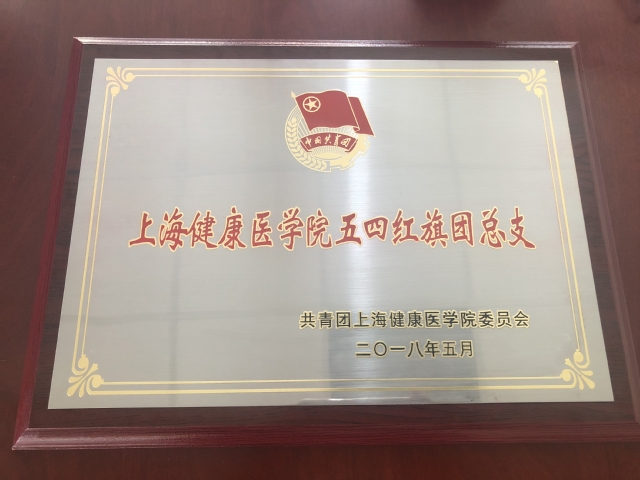 中国共青团
上海健康医学院五四红旗团总支
共青团上海健康医学院委员会
二〇一八年五月